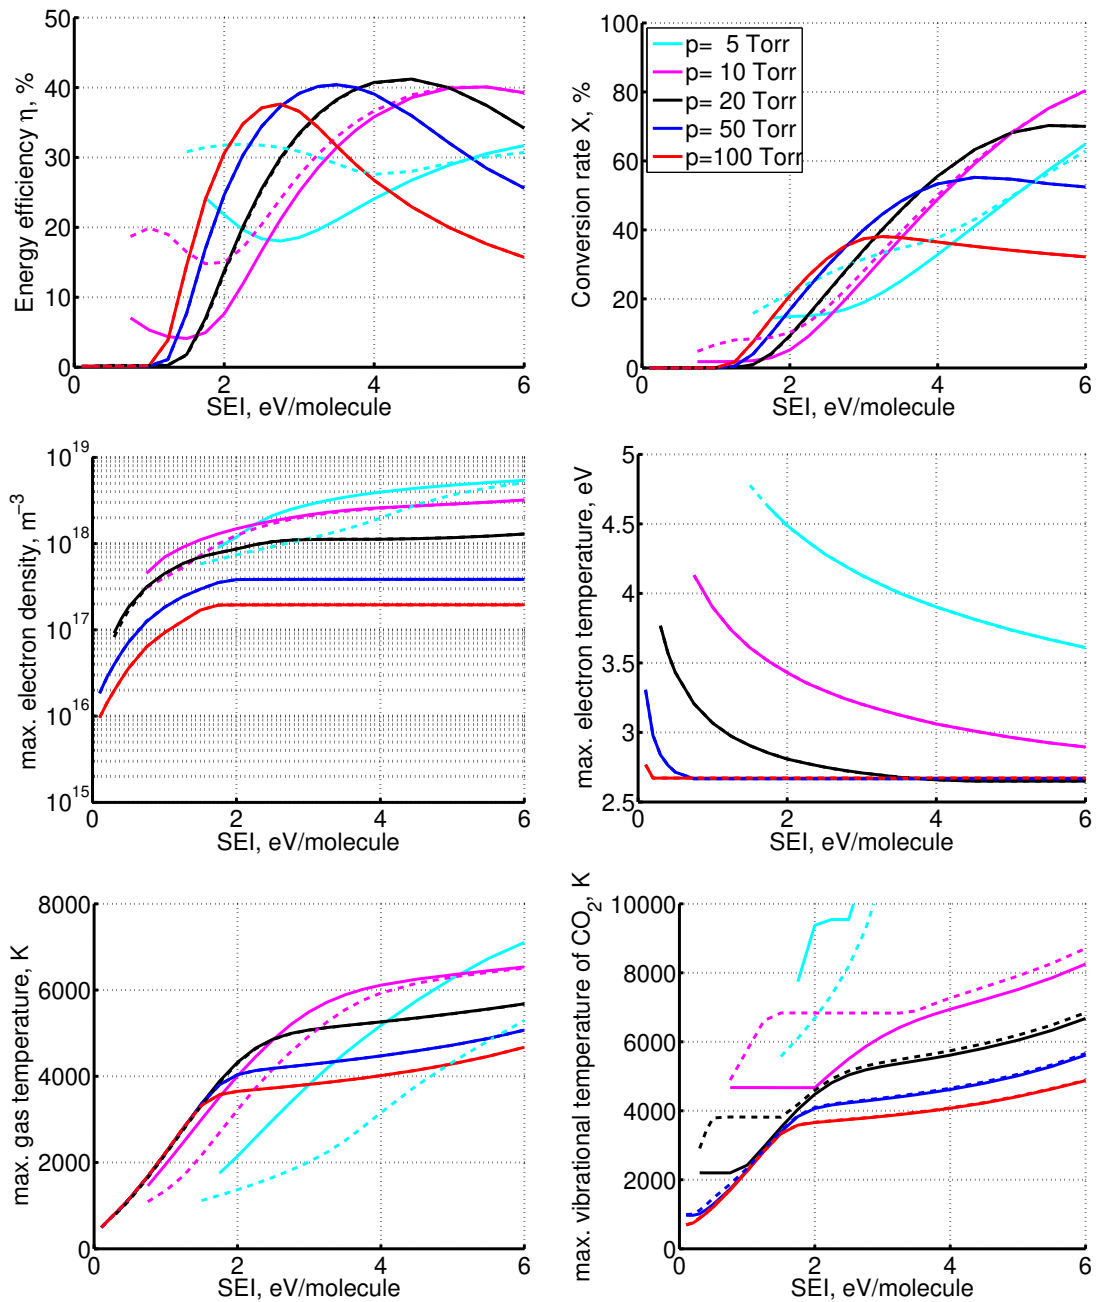 50
40
30
20
10
0
Energy efficiency η, %
0 2 4 6
SEI, eV/molecule
100
80
60
40
20
0
Conversion rate X, %
p= 5 Torr
p= 10 Torr
p= 20 Torr
p= 50 Torr
p=100 Torr
0 2 4 6
SEI, eV/molecule
10^19
10^18
10^17
10^16
10^15
max. electron density, m^−3
0 2 4 6
SEI, eV/molecule
5
4.5
4
3.5
3
2.5
max. electron temperature, eV
0 2 4 6
SEI, eV/molecule
8000
6000
4000
2000
0
max. gas temperature, K
0 2 4 6
SEI, eV/molecule
10000
8000
6000
4000
2000
0
max. vibrational temperature of CO₂, K
0 2 4 6
SEI, eV/molecule